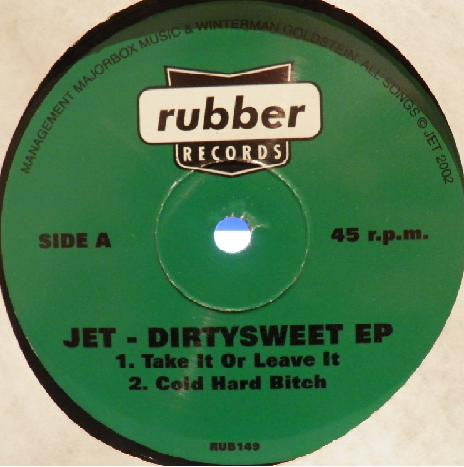 MANAGEMENT MAJORBOX MUSIC & WINTERMAN GOLDSTEIN. ALL SONGS © JET 2002
rubber
RECORDS
SIDE A
45 r.p.m.
JET - DIRTYSWEET EP
1. Take It Or Leave It
2. Cold Hard Bitch
RUB149